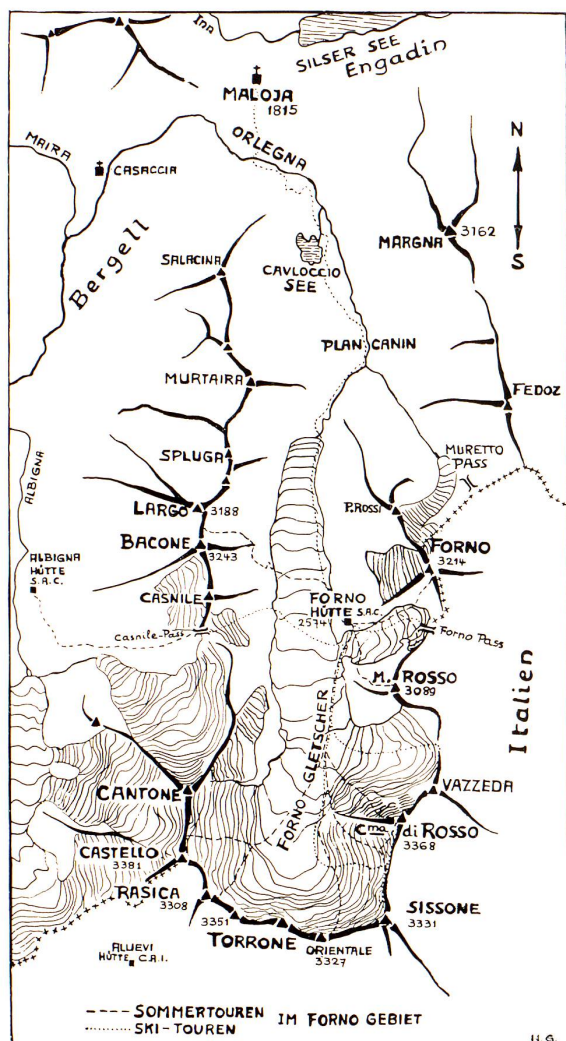 Inn
SILSER SEE
Engadin
MALOJA
1815
ORLEGNA
MAIRA
CASACCIA
N
S
MARGNA 3162
Bergell
SALACINA
CAVLOCCIO
SEE
PLAN CANIN
MURTAIRA
FEDOZ
MURETTO
PASS
SPLUGA
ALBIGNA
LARGO 3188
P. ROSSI
BACONE
3243
FORNO
3214
ALBIGNA
HÜTTE
S.A.C.
CASNILE
FORNO
HÜTTE S.A.C.
2574
Casnile-Pass
Forno Pass
M. ROSSO
3089
Italien
FORNO GLETSCHER
CANTONE
VAZZEDA
Cma di ROSSO
3368
CASTELLO
3381
RASICA
3308
3351
TORRONE
ORIENTALE
3327
SISSONE
3331
ALLIEVI
HÜTTE C.A.I.
SOMMERTOUREN IM FORNO GEBIET
SKI-TOUREN
H.G.